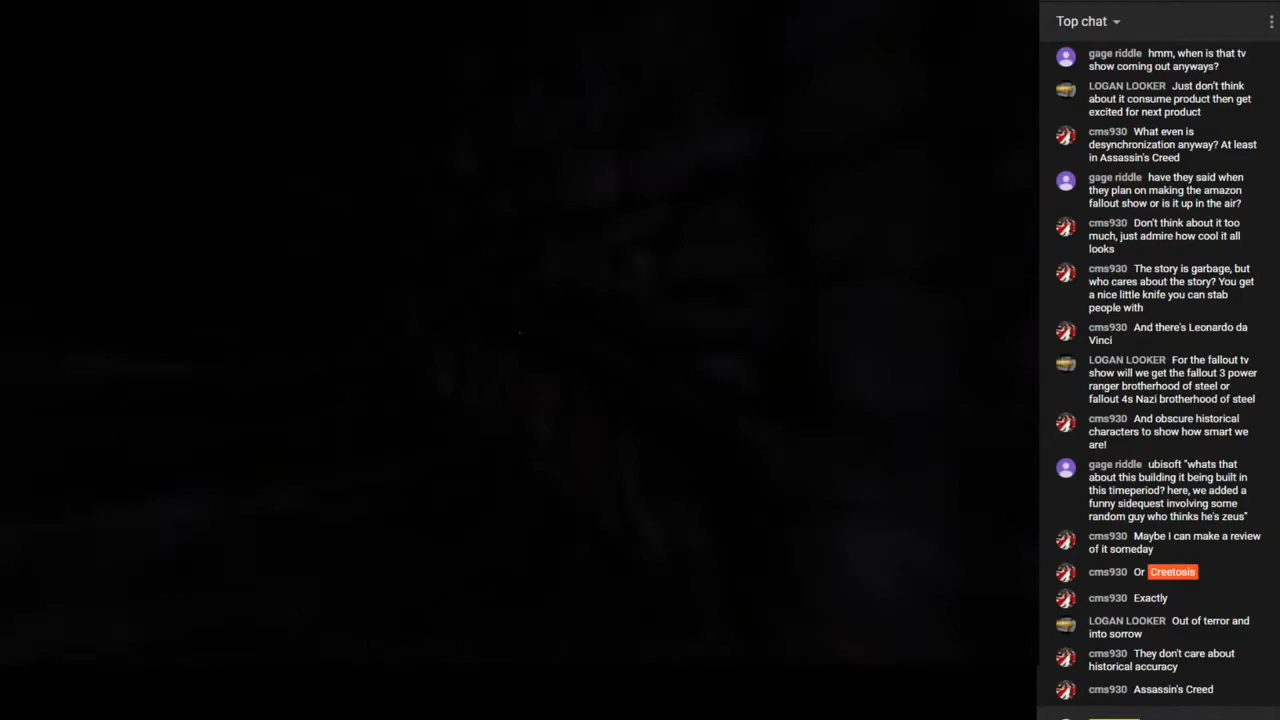 Top chat
gage riddle hmm, when is that tv
show coming out anyways?
LOGAN LOOKER Just don't think
about it consume product then get
excited for next product
cms930 What even is
desynchronization anyway? At least
in Assassin's Creed
gage riddle have they said when
they plan on making the amazon
fallout show or is it up in the air?
cms930 Don't think about it too
much, just admire how cool it all
looks
cms930 The story is garbage, but
who cares about the story? You get
a nice little knife you can stab
people with
cms930 And there's Leonardo da
Vinci
LOGAN LOOKER For the fallout tv
show will we get the fallout 3 power
ranger brotherhood of steel or
fallout 4s Nazi brotherhood of steel
cms930 And obscure historical
characters to show how smart we
are!
gage riddle ubisoft "whats that
about this building it being built in
this timeperiod? here, we added a
funny sidequest involving some
random guy who thinks he's zeus"
cms930 Maybe I can make a review
of it someday
cms930 Or Creetosis
cms930 Exactly
LOGAN LOOKER Out of terror and
into sorrow
cms930 They don't care about
historical accuracy
cms930 Assassin's Creed